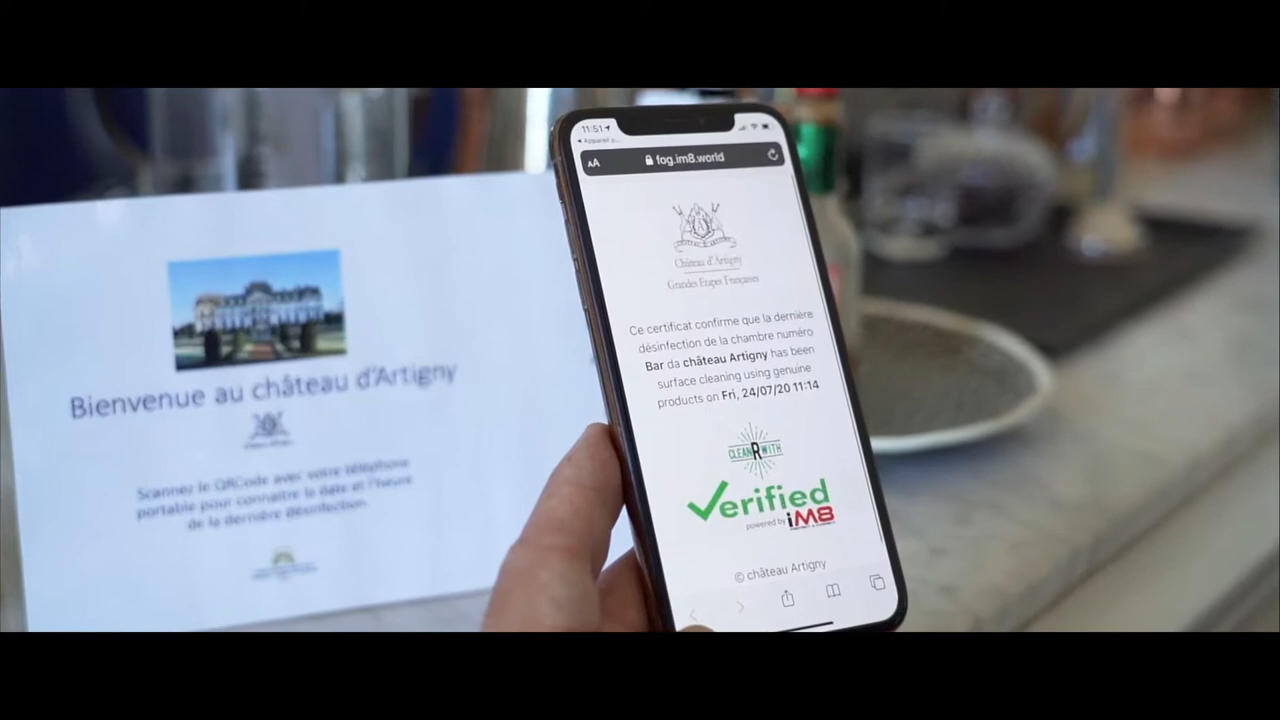 Bienvenue au château d'Artigny
Scannez le QRCode avec votre téléphone
portable pour connaitre la date et l'heure
de la dernière désinfection.
11:51
AA
fog.im8.world
Château d'Artigny
Grandes Etapes Françaises
Ce certificat confirme que la dernière
désinfection de la chambre numéro
Bar da château Artigny has been
surface cleaning using genuine
products on Fri, 24/07/20 11:14
CLEAN R WITH
Verified
powered by iM8
© château Artigny